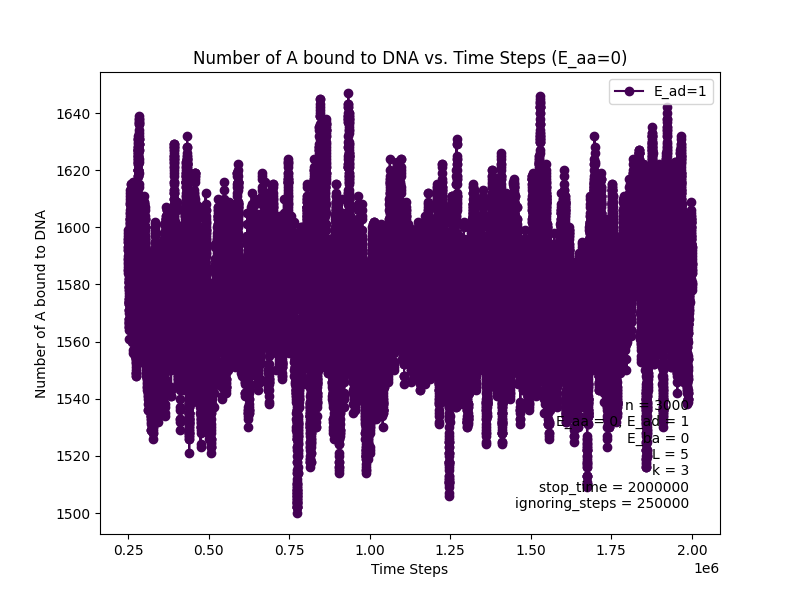 Number of A bound to DNA vs. Time Steps (E_aa=0)
E_ad=1
Number of A bound to DNA
1640
1620
1600
1580
1560
1540
1520
1500
n = 3000
E_aa = 0, E_ad = 1
E_ba = 0
L = 5
k = 3
stop_time = 2000000
ignoring_steps = 250000
0.25 0.50 0.75 1.00 1.25 1.50 1.75 2.00
1e6
Time Steps